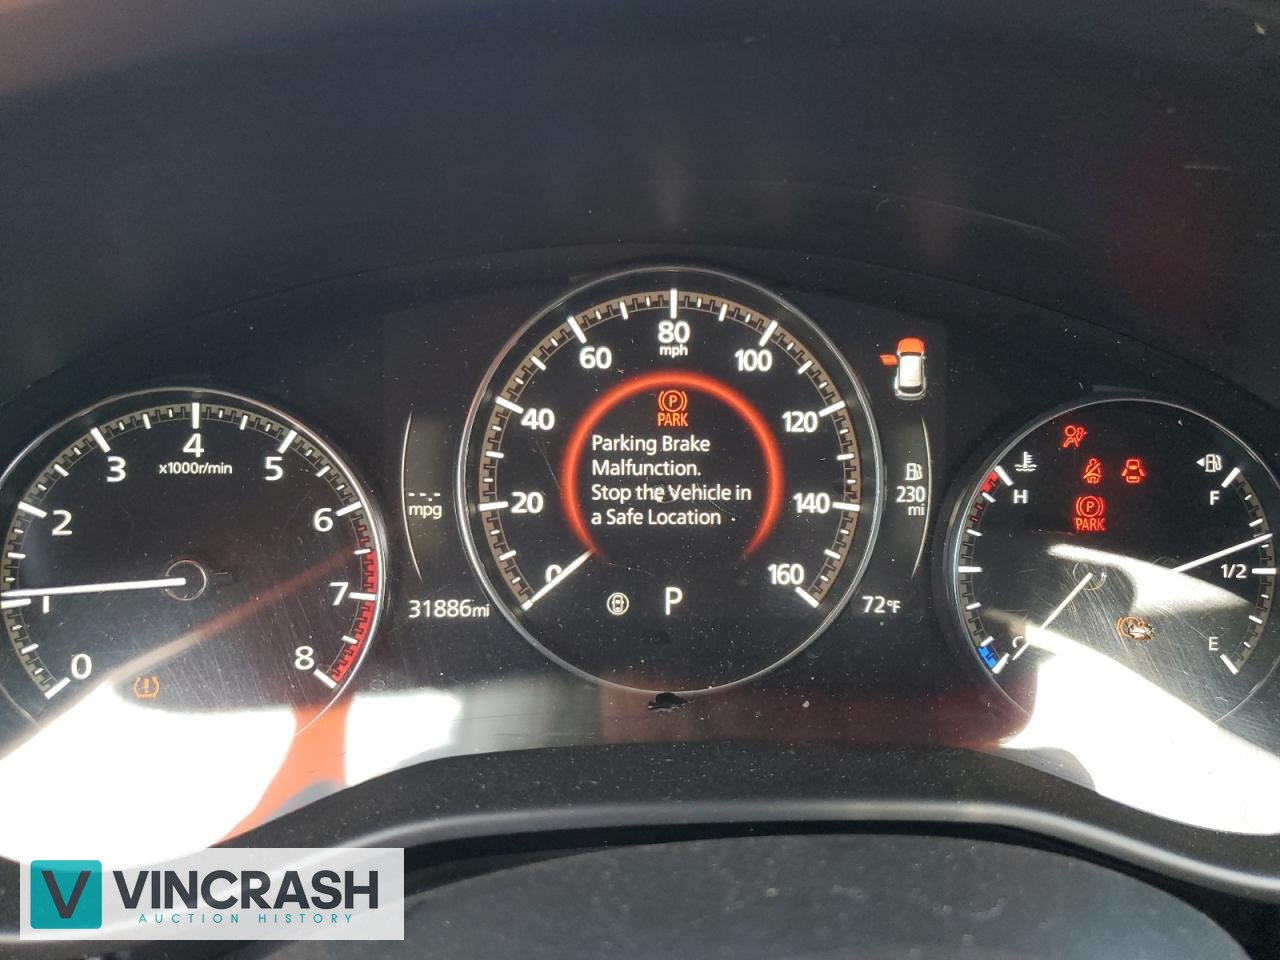 0
1
2
3
4
x1000r/min
5
6
7
8
--.-
mpg
31886mi
0
20
40
60
80
mph
100
120
140
160
P
PARK
Parking Brake
Malfunction.
Stop the Vehicle in
a Safe Location
P
230
mi
72°F
H
C
P
PARK
F
1/2
E
V VINCRASH
AUCTION HISTORY